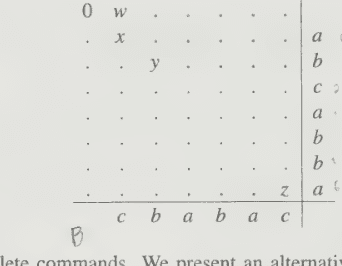 0 w . . . . .
. x . . . . . a
. . y . . . . b
. . . . . . . c
. . . . . . . a
. . . . . . . b
. . . . . . . b
. . . . . . z a
c b a b a c
B
lete commands. We present an alternativ